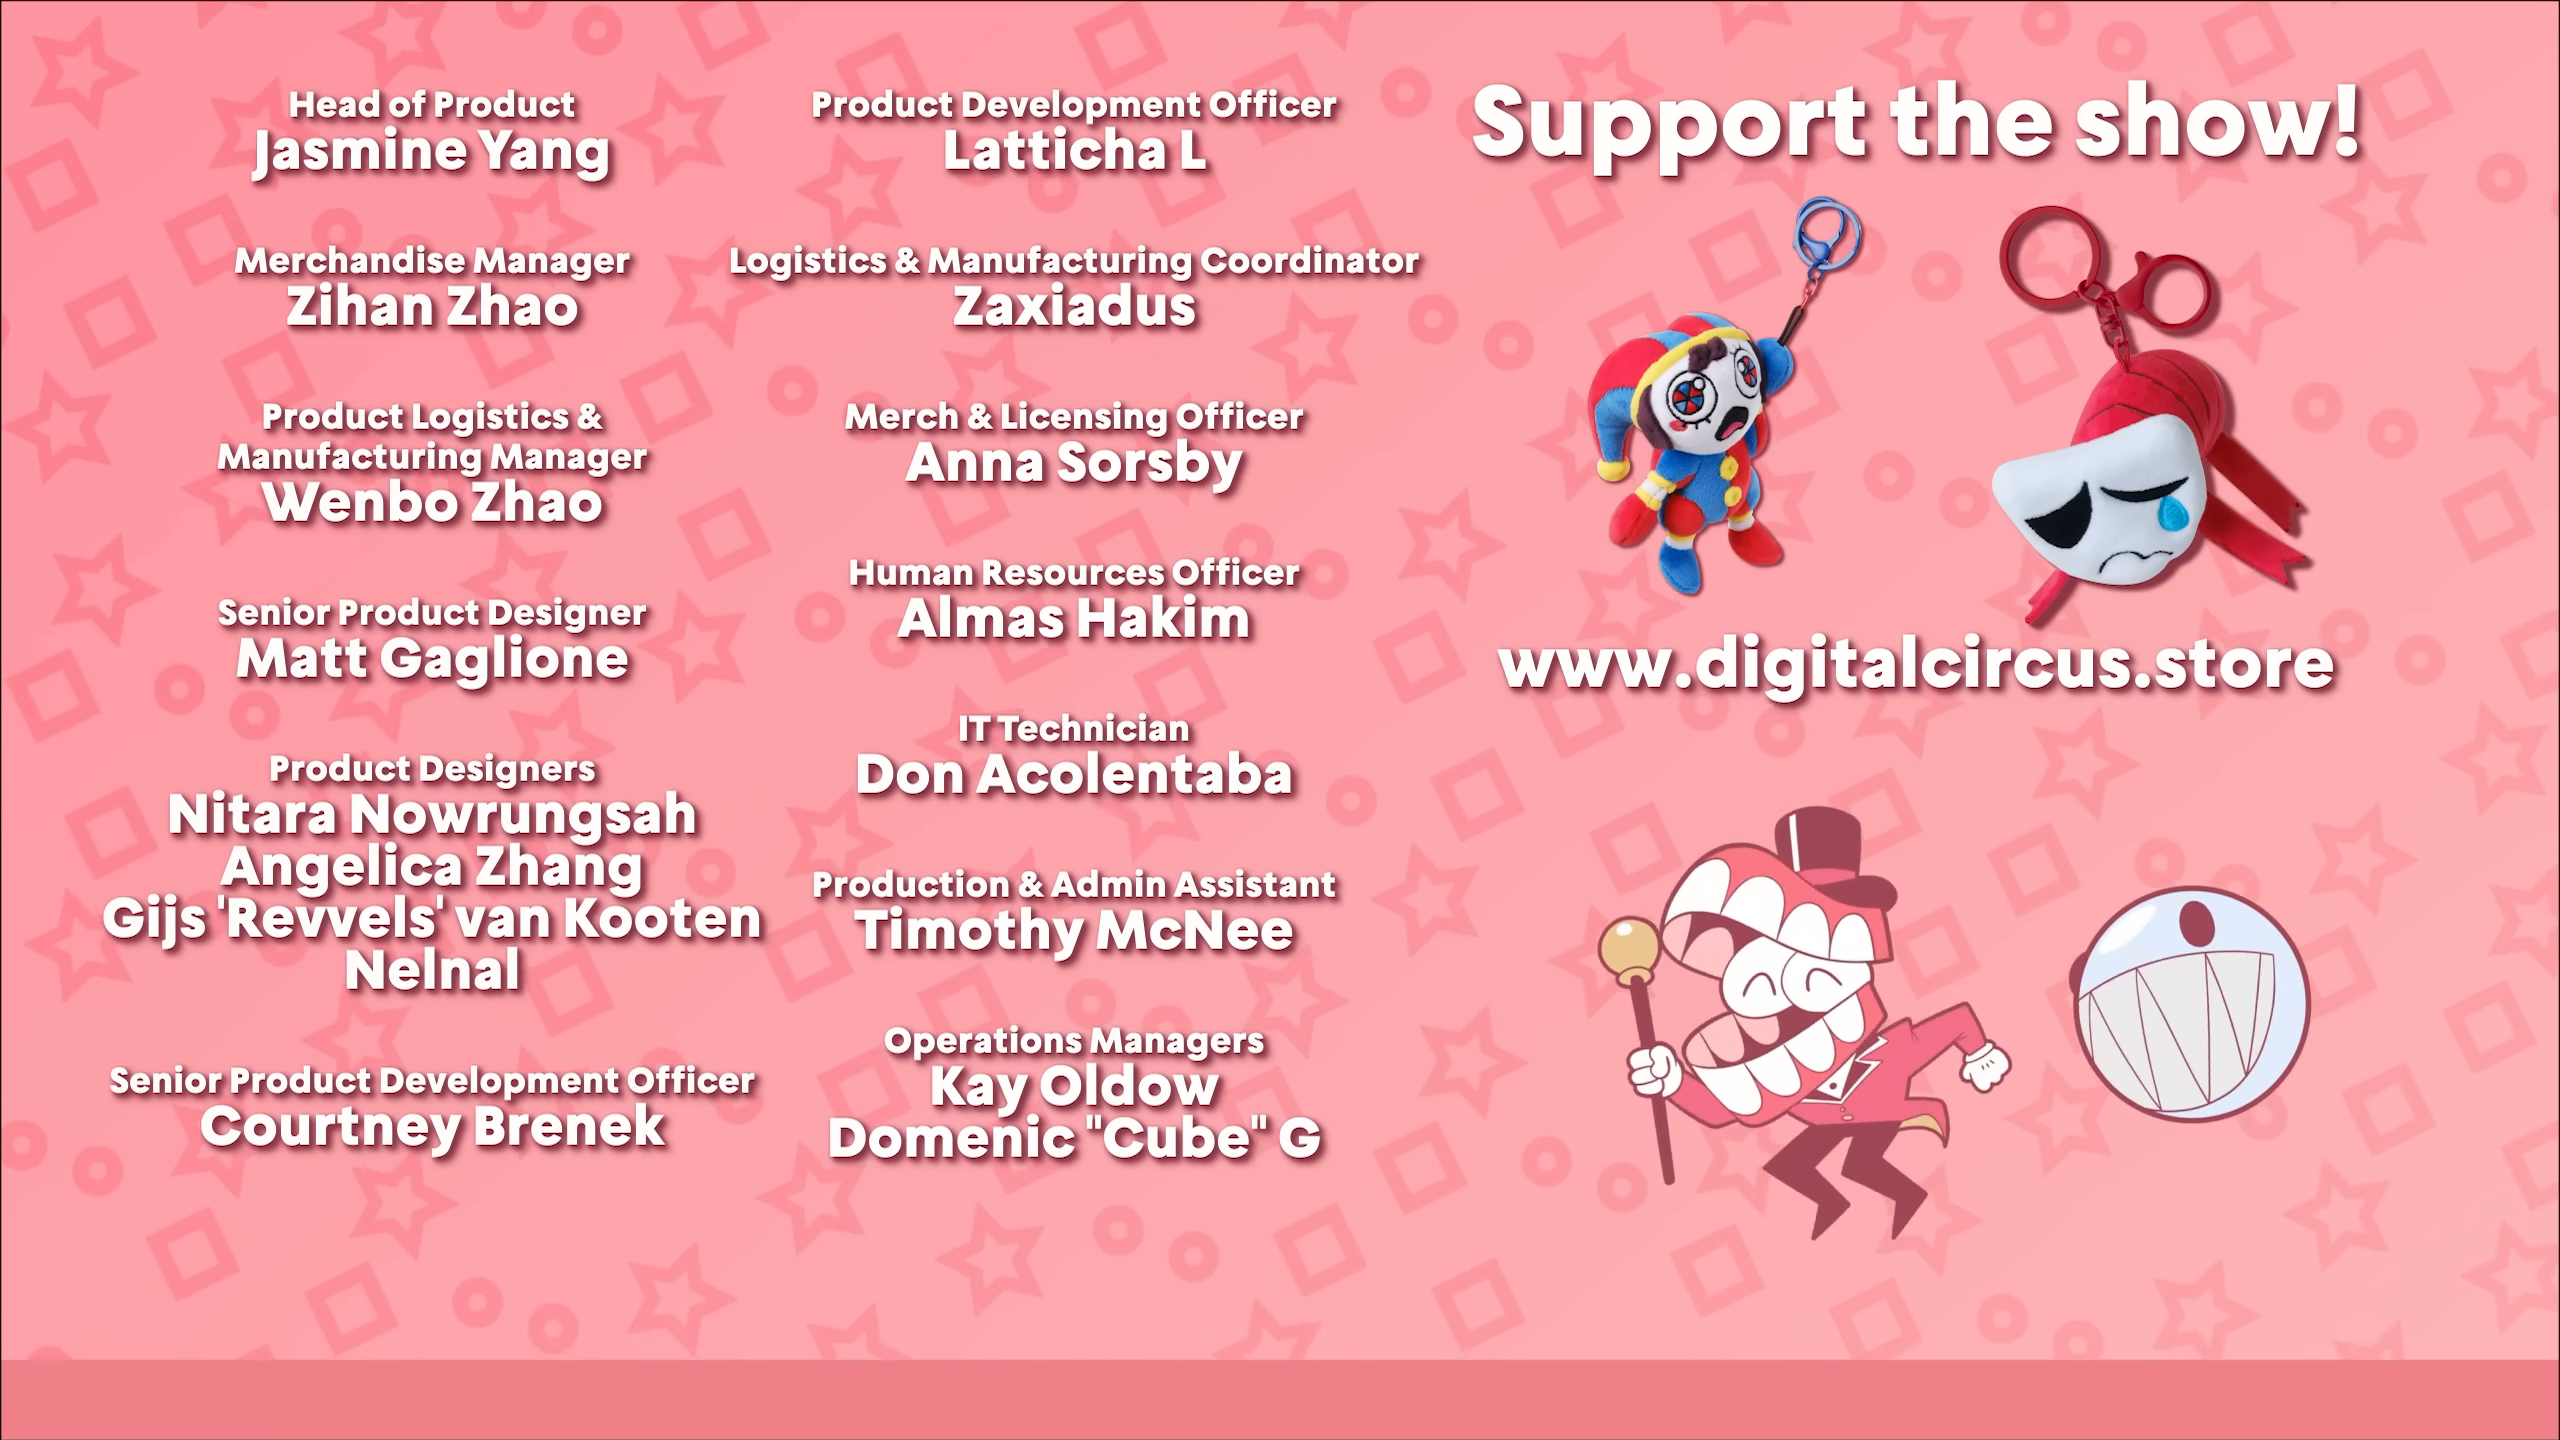 Head of Product
Jasmine Yang
Merchandise Manager
Zihan Zhao
Product Logistics &
Manufacturing Manager
Wenbo Zhao
Senior Product Designer
Matt Gaglione
Product Designers
Nitara Nowrungsah
Angelica Zhang
Gijs 'Revvels' van Kooten
Nelnal
Senior Product Development Officer
Courtney Brenek
Product Development Officer
Latticha L
Logistics & Manufacturing Coordinator
Zaxiadus
Merch & Licensing Officer
Anna Sorsby
Human Resources Officer
Almas Hakim
IT Technician
Don Acolentaba
Production & Admin Assistant
Timothy McNee
Operations Managers
Kay Oldow
Domenic "Cube" G
Support the show!
www.digitalcircus.store